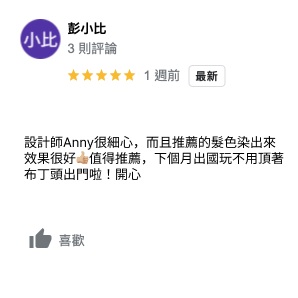 小比
彭小比
3 則評論
★★★★★ 1 週前 最新
設計師Anny很細心，而且推薦的髮色染出來
效果很好👍🏼值得推薦，下個月出國玩不用頂著
布丁頭出門啦！開心
喜歡